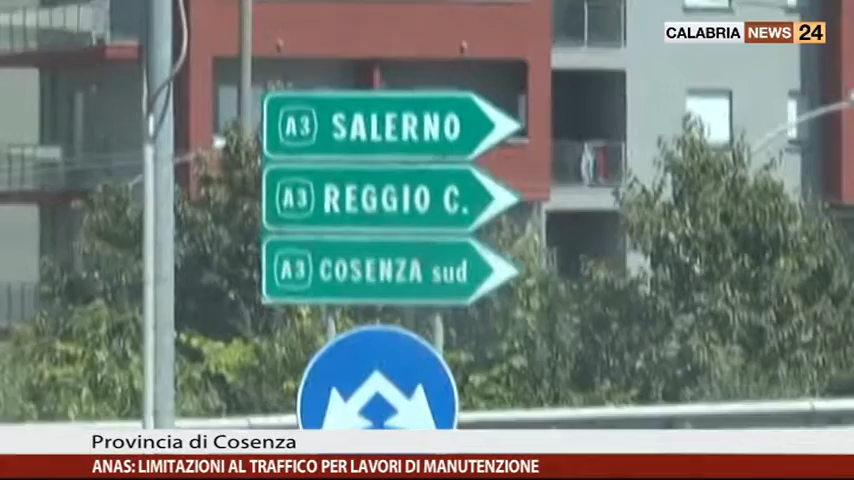 CALABRIA NEWS 24
A3 SALERNO
A3 REGGIO C.
A3 COSENZA sud
Provincia di Cosenza
ANAS: LIMITAZIONI AL TRAFFICO PER LAVORI DI MANUTENZIONE